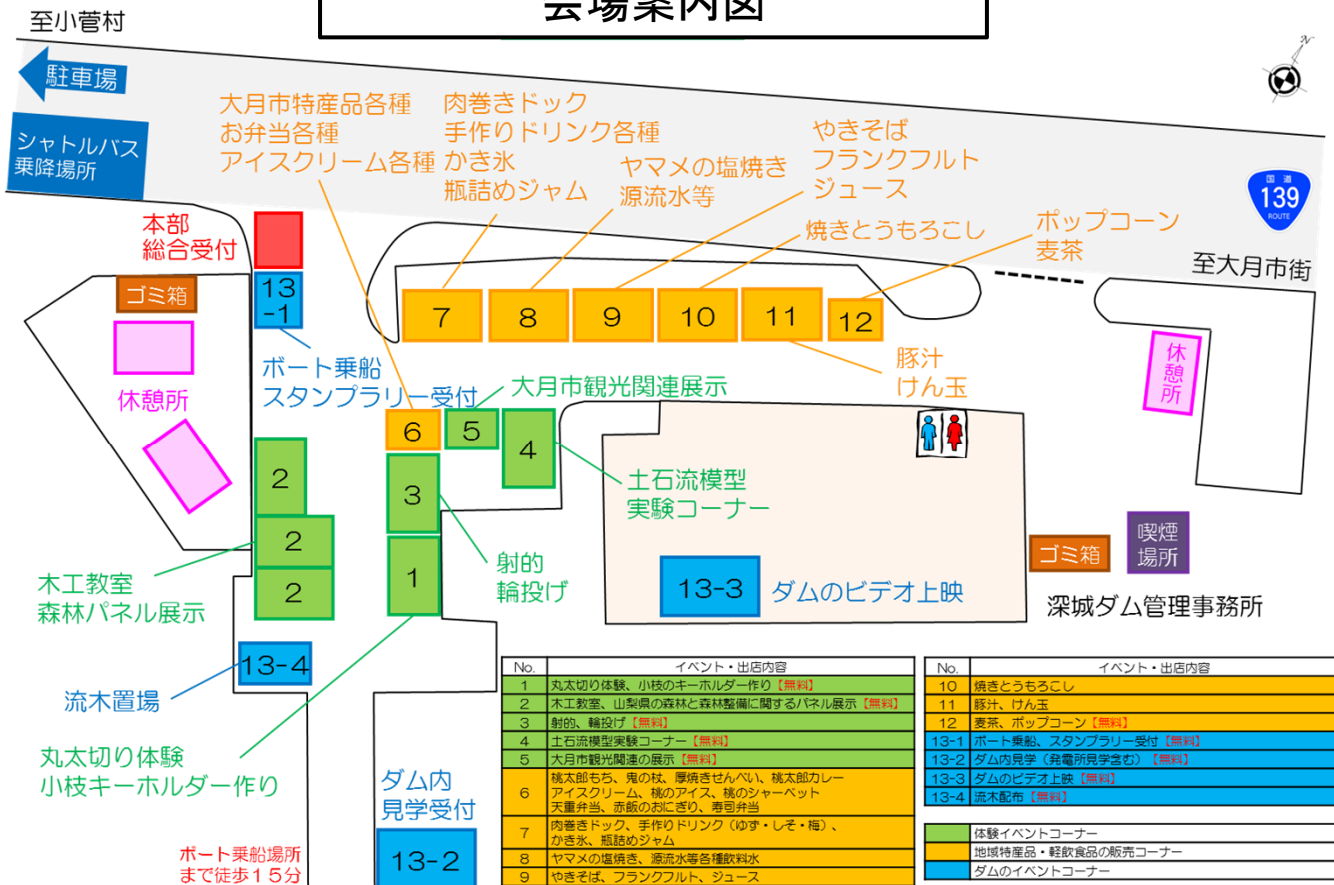 会場案内図
至小菅村
駐車場
シャトルバス
乗降場所
N
大月市特産品各種
お弁当各種
アイスクリーム各種
肉巻きドック
手作りドリンク各種
かき氷
瓶詰めジャム
ヤマメの塩焼き
源流水等
やきそば
フランクフルト
ジュース
焼きとうもろこし
ポップコーン
麦茶
国道
139
ROUTE
至大月市街
本部
総合受付
ゴミ箱
13
-1
7
8
9
10
11
12
ボート乗船
スタンプラリー受付
休憩所
豚汁
けん玉
休
憩
所
大月市観光関連展示
6
5
4
土石流模型
実験コーナー
2
3
2
1
2
射的
輪投げ
木工教室
森林パネル展示
13-3
ダムのビデオ上映
ゴミ箱
喫煙
場所
深城ダム管理事務所
13-4
流木置場
丸太切り体験
小枝キーホルダー作り
ダム内
見学受付
13-2
ボート乗船場所
まで徒歩15分
No. イベント・出店内容
1 丸太切り体験、小枝のキーホルダー作り【無料】
2 木工教室、山梨県の森林と森林整備に関するパネル展示【無料】
3 射的、輪投げ【無料】
4 土石流模型実験コーナー【無料】
5 大月市観光関連の展示【無料】
6 桃太郎もち、鬼の杖、厚焼きせんべい、桃太郎カレー
アイスクリーム、桃のアイス、桃のシャーベット
天重弁当、赤飯のおにぎり、寿司弁当
7 肉巻きドック、手作りドリンク（ゆず・しそ・梅）、
かき氷、瓶詰めジャム
8 ヤマメの塩焼き、源流水等各種飲料水
9 やきそば、フランクフルト、ジュース
No. イベント・出店内容
10 焼きとうもろこし
11 豚汁、けん玉
12 麦茶、ポップコーン【無料】
13-1 ボート乗船、スタンプラリー受付【無料】
13-2 ダム内見学（発電所見学含む）【無料】
13-3 ダムのビデオ上映【無料】
13-4 流木配布【無料】
体験イベントコーナー
地域特産品・軽飲食品の販売コーナー
ダムのイベントコーナー